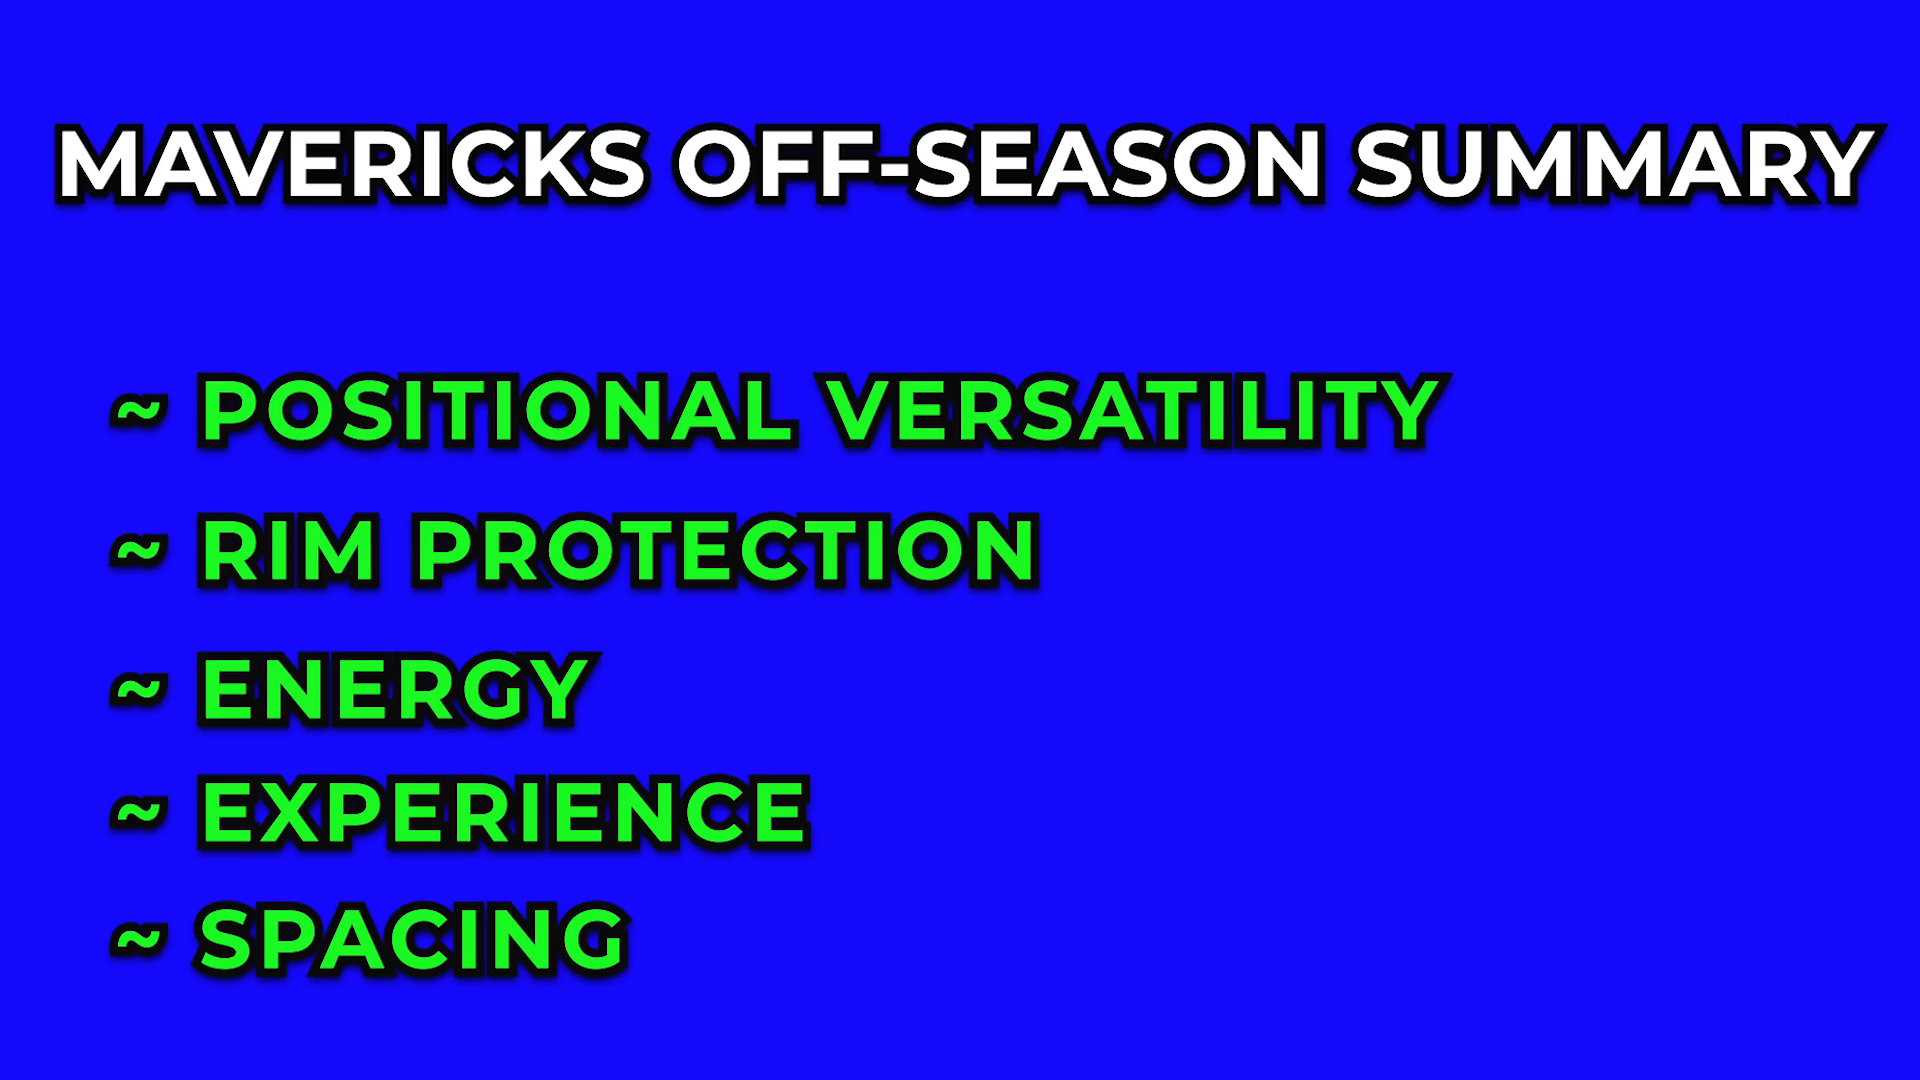 MAVERICKS OFF-SEASON SUMMARY
~ POSITIONAL VERSATILITY
~ RIM PROTECTION
~ ENERGY
~ EXPERIENCE
~ SPACING